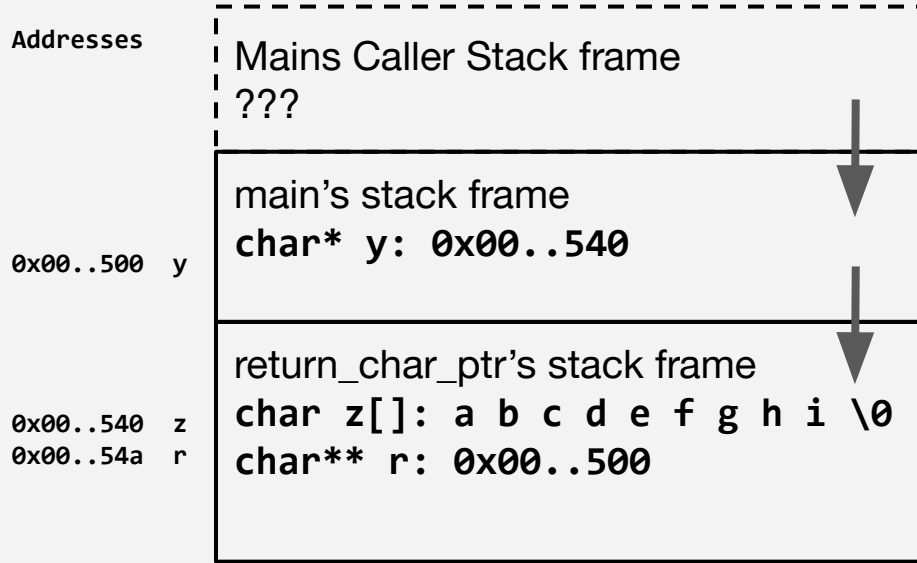 Addresses
Mains Caller Stack frame
???
main’s stack frame
char* y: 0x00..540
0x00..500 y
return_char_ptr’s stack frame
char z[]: a b c d e f g h i \0
0x00..540 z
char** r: 0x00..500
0x00..54a r